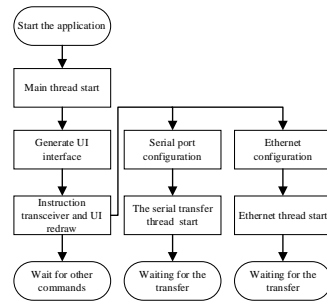 Start the application
Main thread start
Generate UI
interface
Instruction
transceiver and UI
redraw
Wait for other
commands
Serial port
configuration
The serial transfer
thread start
Waiting for the
transfer
Ethernet
configuration
Ethernet thread start
Waiting for the
transfer